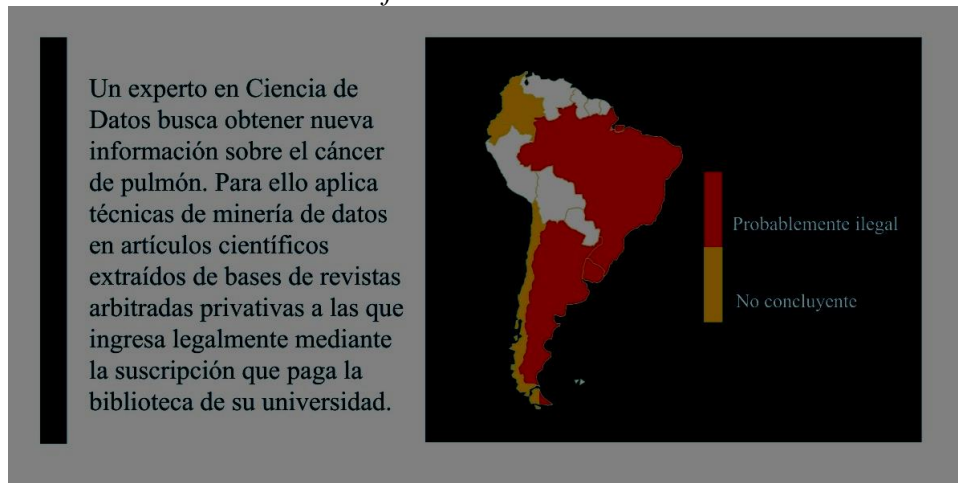 Un experto en Ciencia de
Datos busca obtener nueva
información sobre el cáncer
de pulmón. Para ello aplica
técnicas de minería de datos
en artículos científicos
extraídos de bases de revistas
arbitradas privativas a las que
ingresa legalmente mediante
la suscripción que paga la
biblioteca de su universidad.
Probablemente ilegal
No concluyente